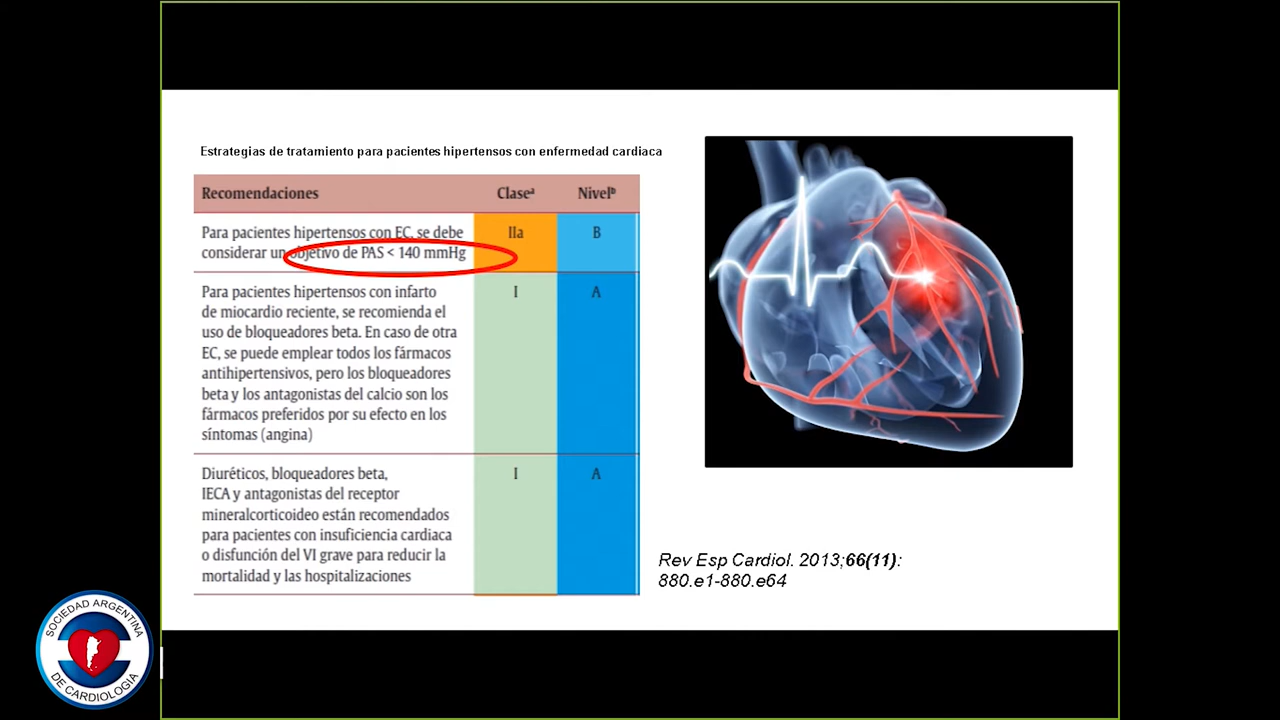 Estrategias de tratamiento para pacientes hipertensos con enfermedad cardiaca
Recomendaciones Claseª Nivelᵇ
Para pacientes hipertensos con EC, se debe
considerar un objetivo de PAS < 140 mmHg
IIa B
Para pacientes hipertensos con infarto
de miocardio reciente, se recomienda el
uso de bloqueadores beta. En caso de otra
EC, se puede emplear todos los fármacos
antihipertensivos, pero los bloqueadores
beta y los antagonistas del calcio son los
fármacos preferidos por su efecto en los
síntomas (angina)
I A
Diuréticos, bloqueadores beta,
IECA y antagonistas del receptor
mineralcorticoideo están recomendados
para pacientes con insuficiencia cardiaca
o disfunción del VI grave para reducir la
mortalidad y las hospitalizaciones
I A
Rev Esp Cardiol. 2013;66(11):
880.e1-880.e64
SOCIEDAD ARGENTINA
DE CARDIOLOGIA